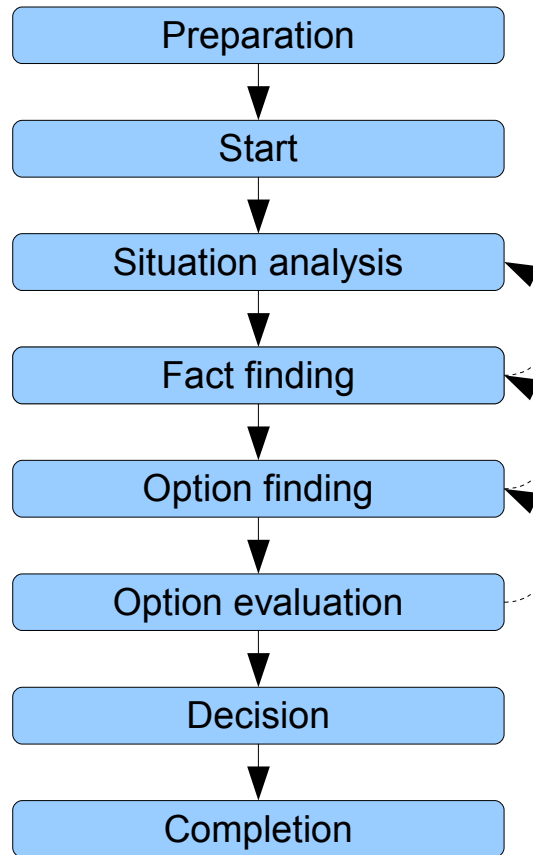 Preparation
Start
Situation analysis
Fact finding
Option finding
Option evaluation
Decision
Completion